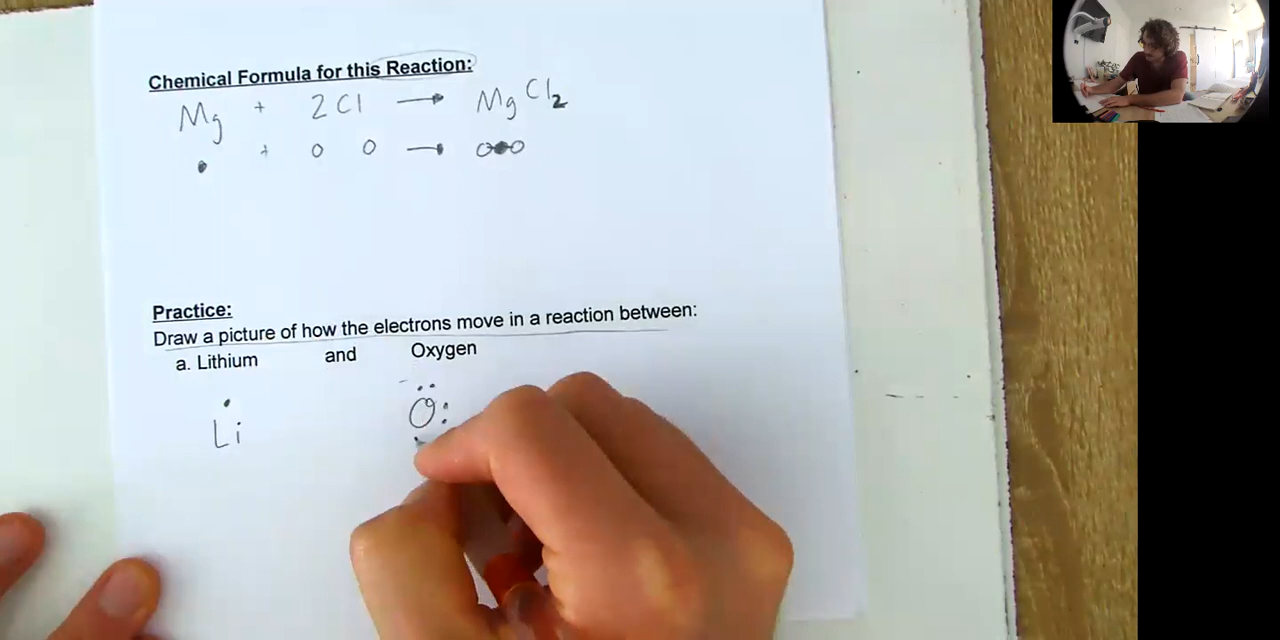 Chemical Formula for this Reaction:
Mg + 2Cl → MgCl₂
+ →
Practice:
Draw a picture of how the electrons move in a reaction between:
a. Lithium and Oxygen
Li O